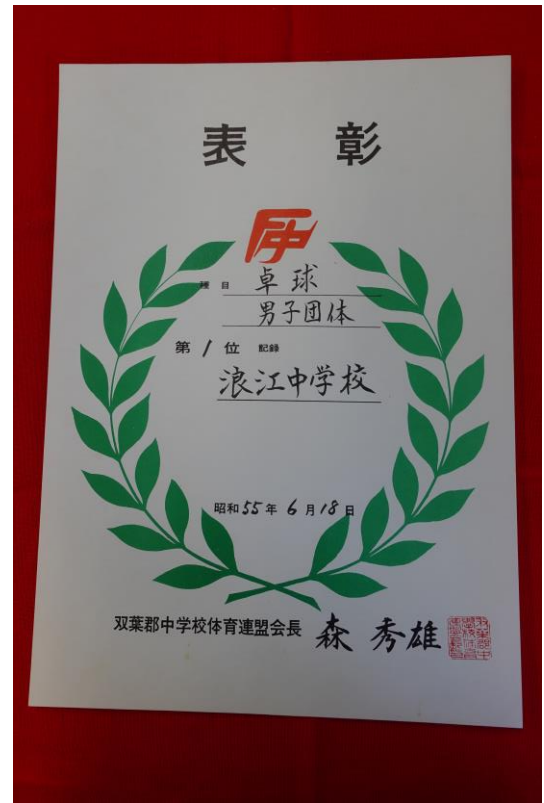 表 彰
種目 卓球
男子団体
第1位 記録
浪江中学校
昭和55年6月18日
双葉郡中学校体育連盟会長 森秀雄